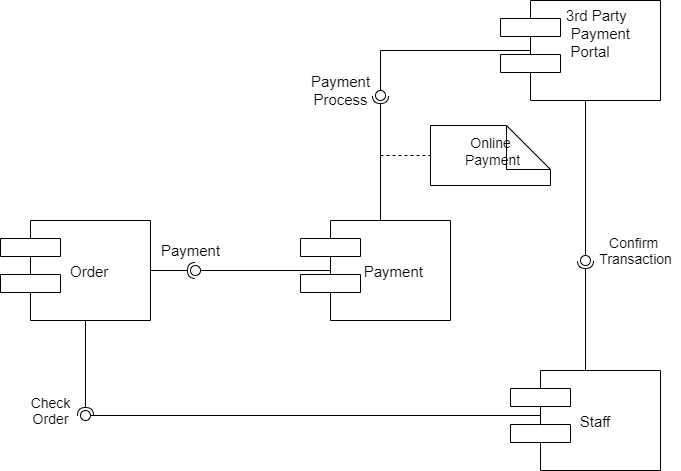 3rd Party
Payment
Portal
Payment
Process
Online
Payment
Payment
Order
Payment
Confirm
Transaction
Check
Order
Staff